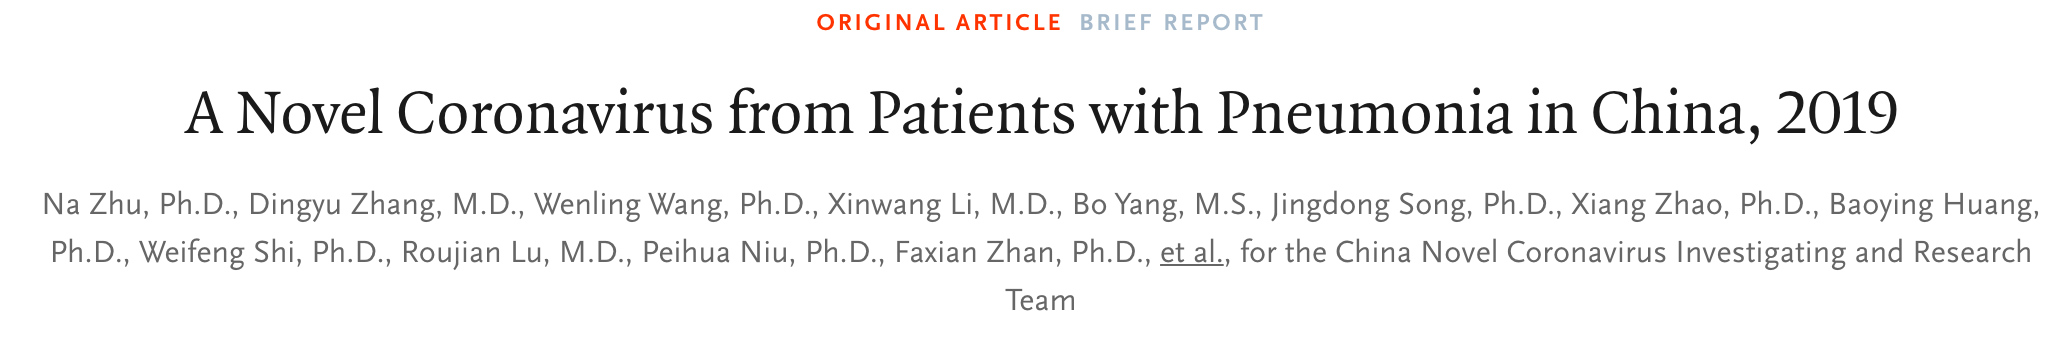 ORIGINAL ARTICLE BRIEF REPORT
A Novel Coronavirus from Patients with Pneumonia in China, 2019
Na Zhu, Ph.D., Dingyu Zhang, M.D., Wenling Wang, Ph.D., Xinwang Li, M.D., Bo Yang, M.S., Jingdong Song, Ph.D., Xiang Zhao, Ph.D., Baoying Huang,
Ph.D., Weifeng Shi, Ph.D., Roujian Lu, M.D., Peihua Niu, Ph.D., Faxian Zhan, Ph.D., et al., for the China Novel Coronavirus Investigating and Research
Team